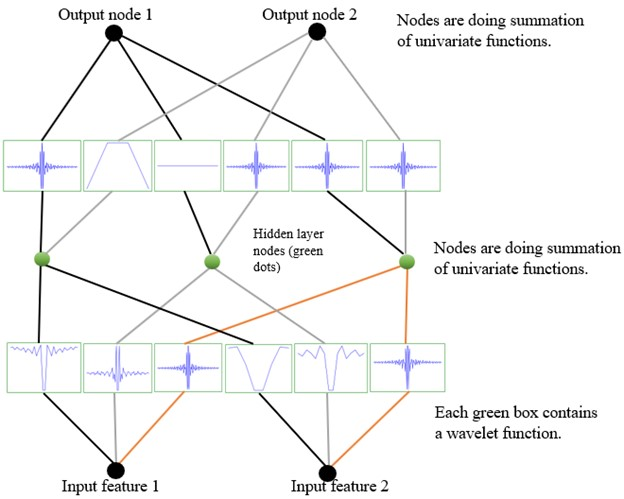 Output node 1
Output node 2
Nodes are doing summation
of univariate functions.
Hidden layer
nodes (green
dots)
Nodes are doing summation
of univariate functions.
Each green box contains
a wavelet function.
Input feature 1
Input feature 2